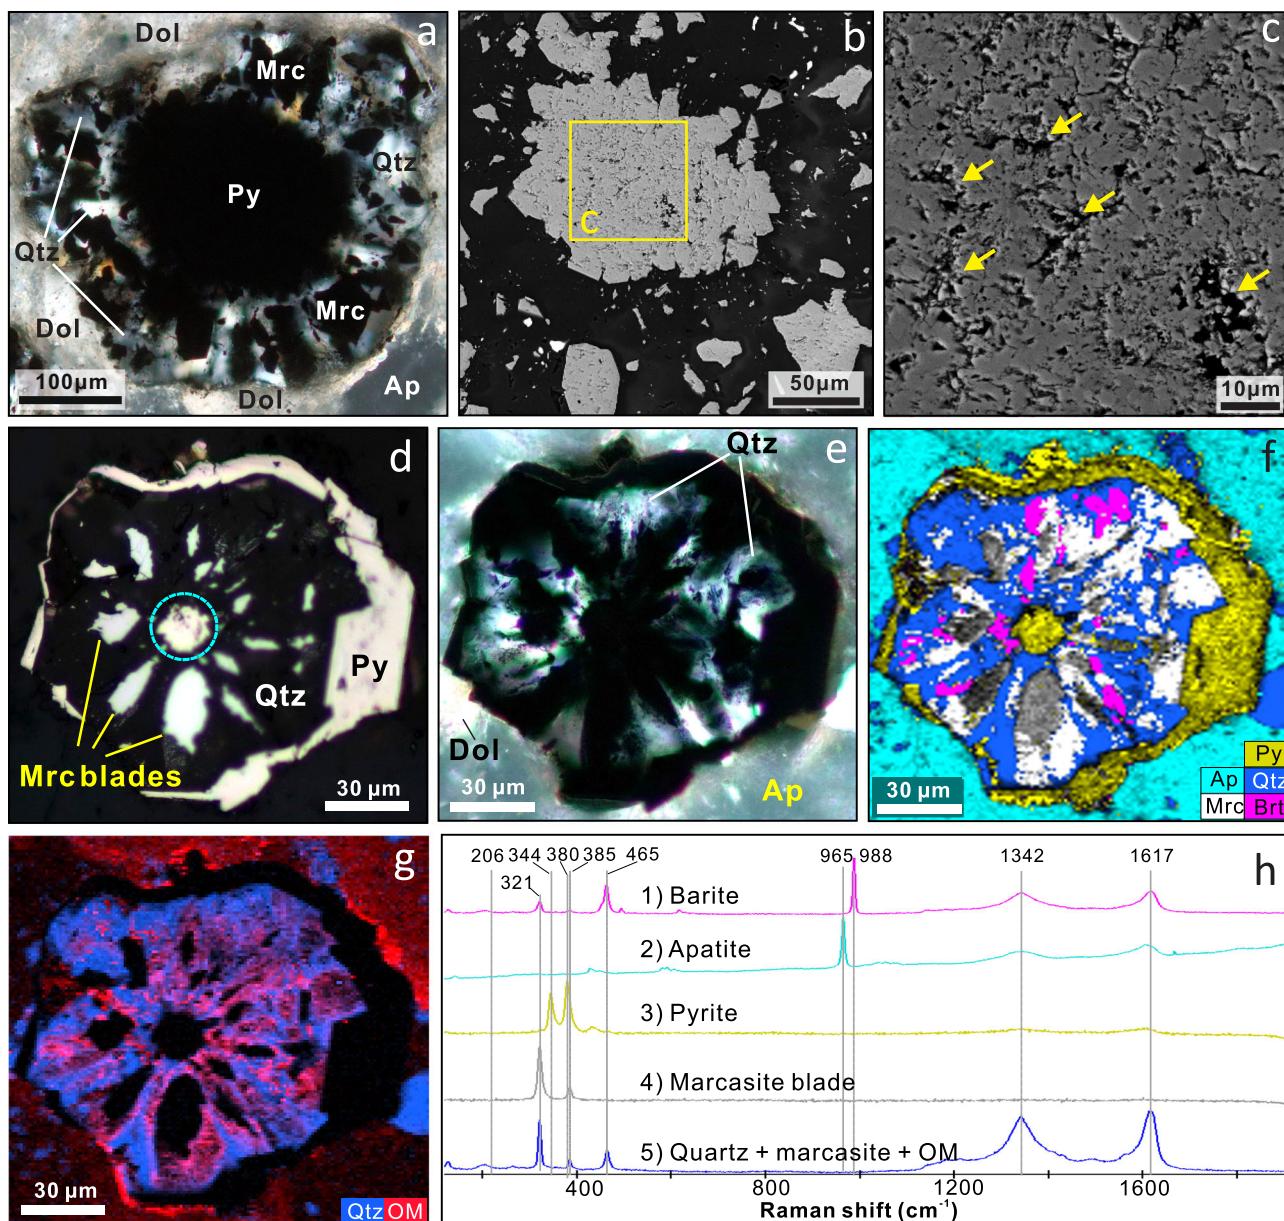 a
Dol
Mrc
Qtz
Py
Qtz
Mrc
Dol
Ap
100µm
Dol
b
C
50µm
c
10µm
d
Py
Qtz
Mrc blades
30 µm
e
Qtz
Dol
Ap
30 µm
f
30 µm
Py
Ap Qtz
Mrc Brt
g
30 µm
Qtz OM
h
206 344 380 385 465 965 988 1342 1617
321
1) Barite
2) Apatite
3) Pyrite
4) Marcasite blade
5) Quartz + marcasite + OM
400 800 1200 1600
Raman shift (cm⁻¹)